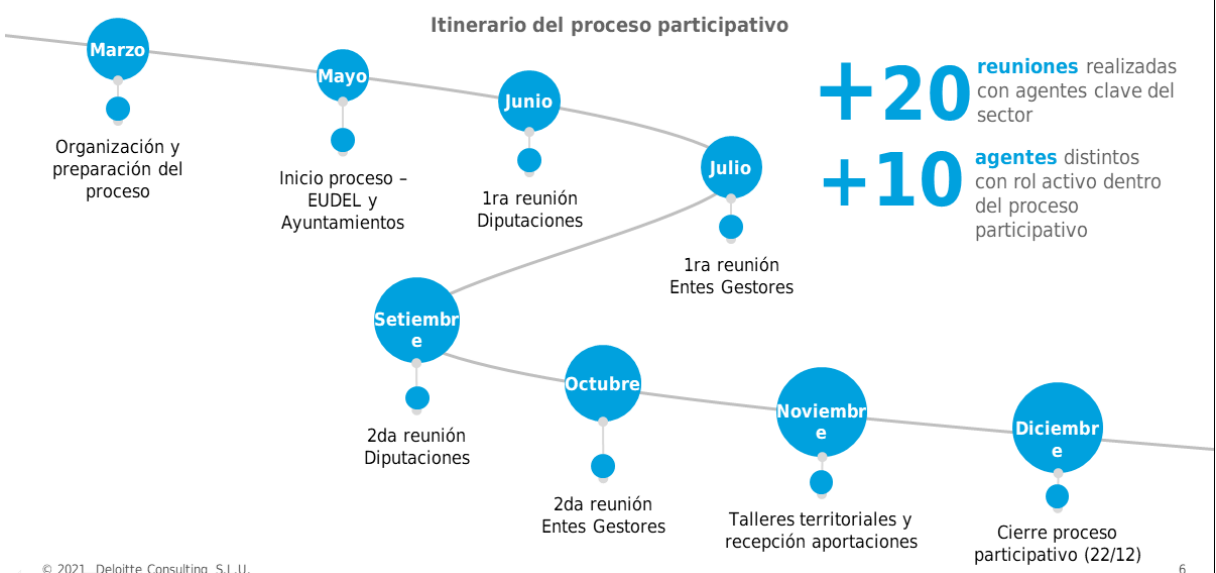 Itinerario del proceso participativo
Marzo
Organización y
preparación del
proceso
Mayo
Inicio proceso –
EUDEL y
Ayuntamientos
Junio
1ra reunión
Diputaciones
Julio
1ra reunión
Entes Gestores
+20
reuniones realizadas
con agentes clave del
sector
+10
agentes distintos
con rol activo dentro
del proceso
participativo
Setiembr
e
2da reunión
Diputaciones
Octubre
2da reunión
Entes Gestores
Noviembr
e
Talleres territoriales y
recepción aportaciones
Diciembr
e
Cierre proceso
participativo (22/12)
© 2021 Deloitte Consulting, S.L.U.
6